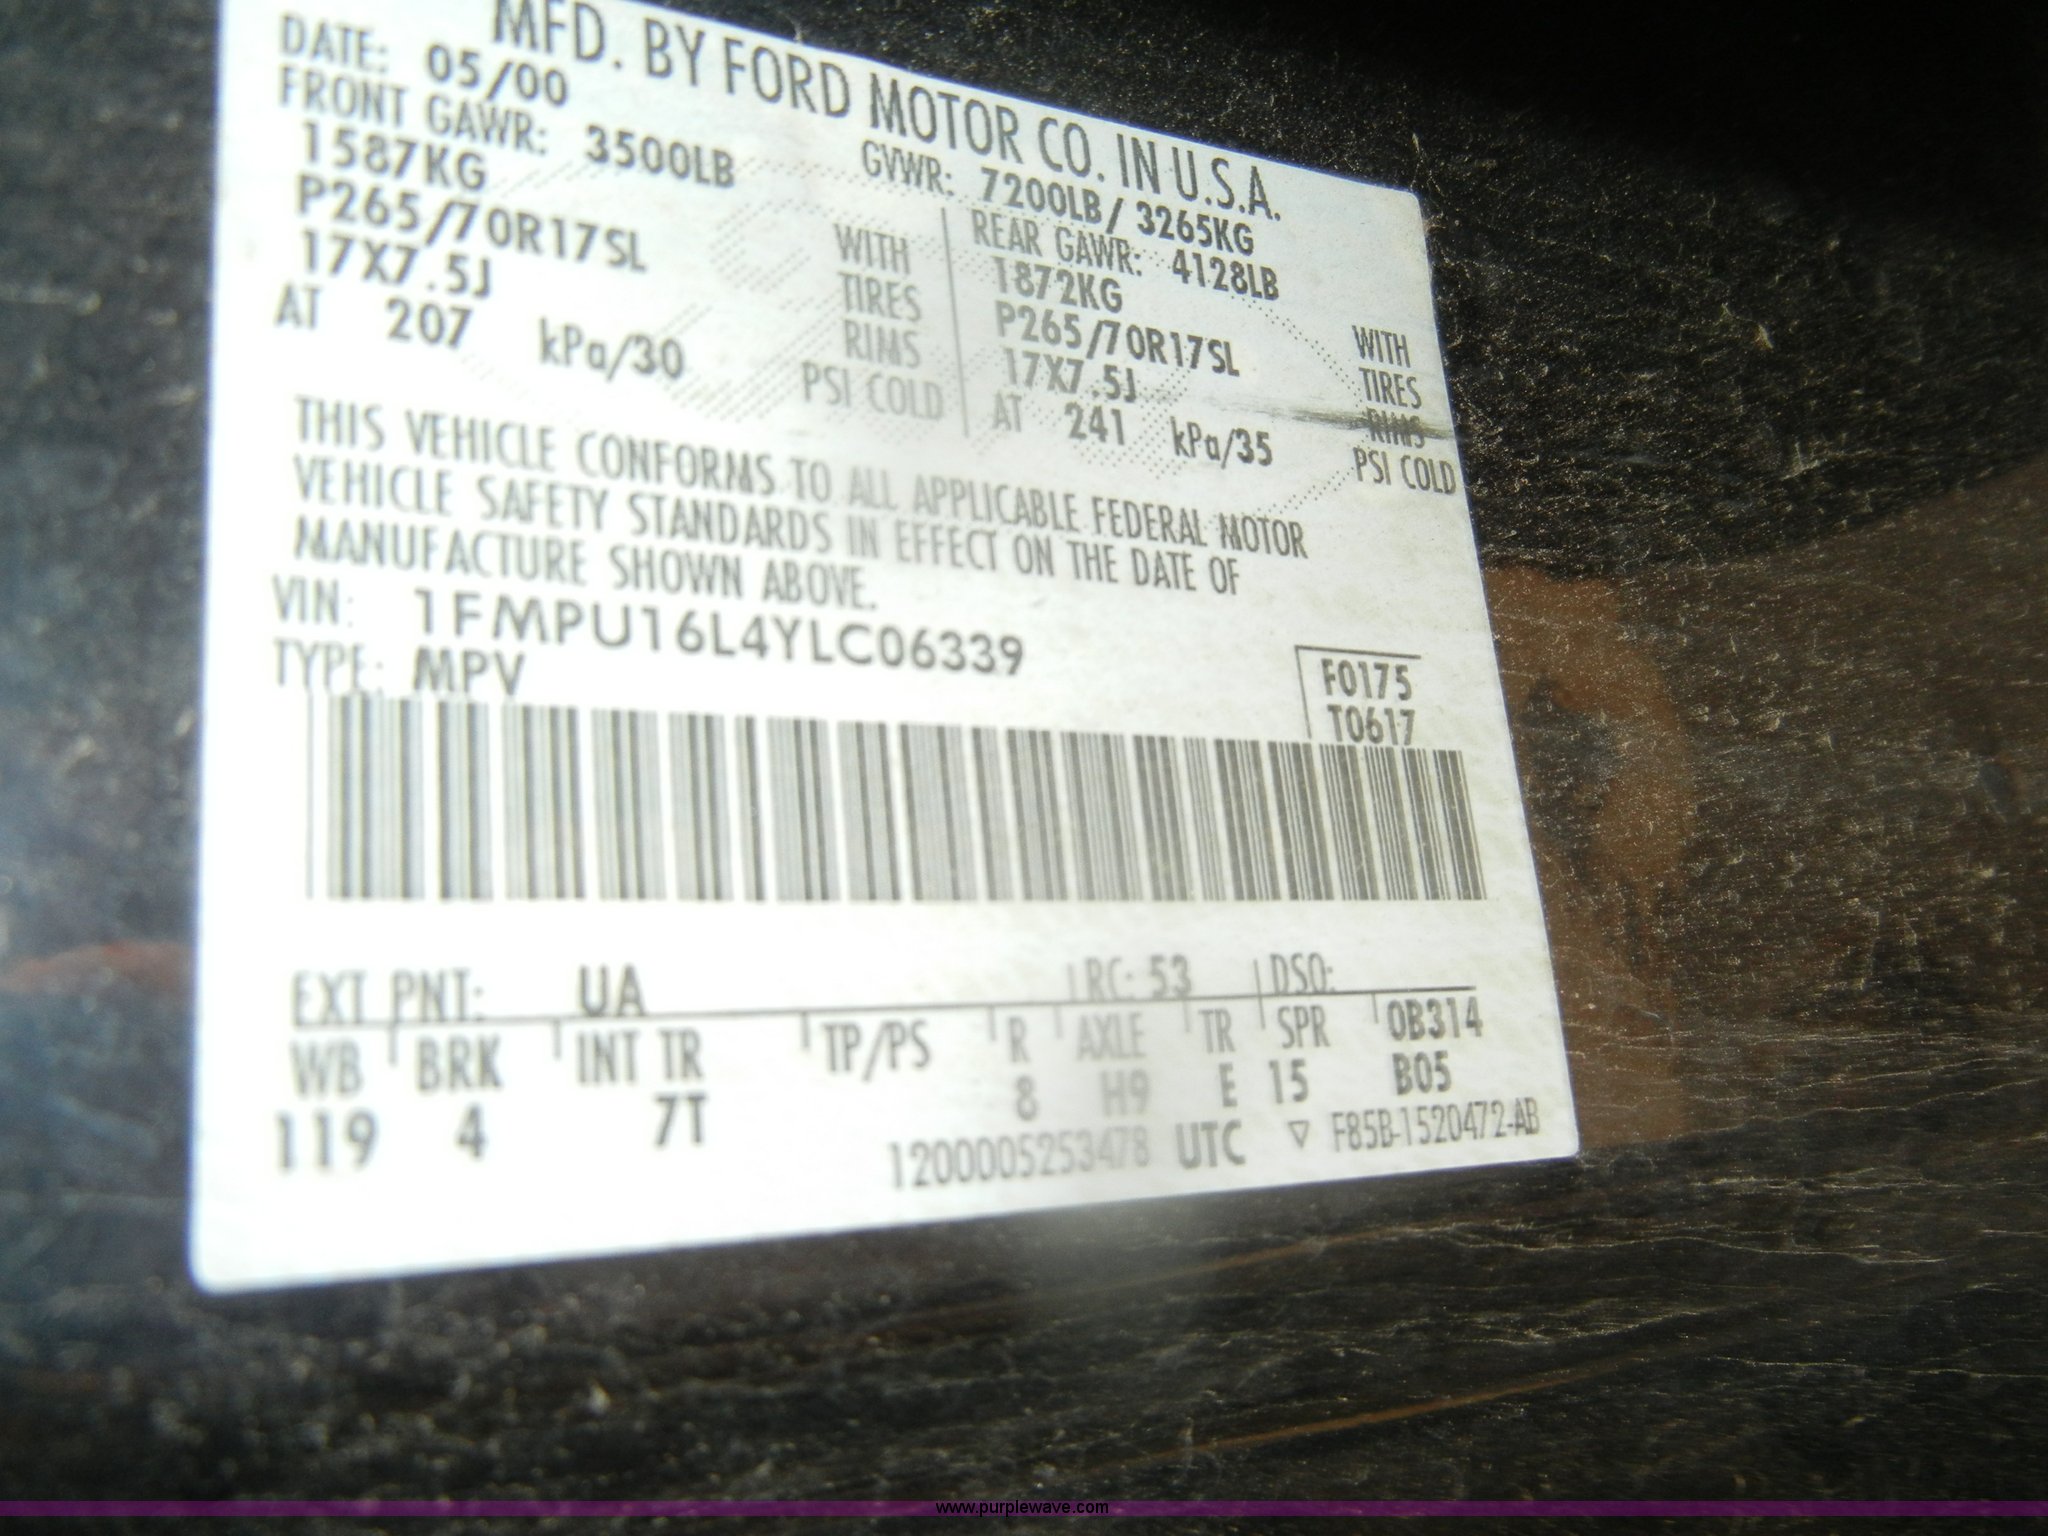 MFD. BY FORD MOTOR CO. IN U.S.A.
DATE: 05/00 GVWR: 7200LB / 3265KG
FRONT GAWR: 3500LB REAR GAWR: 4128LB
1587KG WITH 1872KG WITH
P265/70R17SL TIRES P265/70R17SL TIRES
17X7.5J RIMS 17X7.5J RIMS
AT 207 kPa/30 PSI COLD AT 241 kPa/35 PSI COLD
THIS VEHICLE CONFORMS TO ALL APPLICABLE FEDERAL MOTOR
VEHICLE SAFETY STANDARDS IN EFFECT ON THE DATE OF
MANUFACTURE SHOWN ABOVE.
VIN: 1FMPU16L4YLC06339
TYPE: MPV
F0175
T0617
EXT PNT: UA RC: 53 DSO:
WB BRK INT TR TP/PS R AXLE TR SPR 0B314
119 4 7T 8 H9 E 15 B05
1200005253478 UTC ▽ F85B-1520472-AB
www.purplewave.com